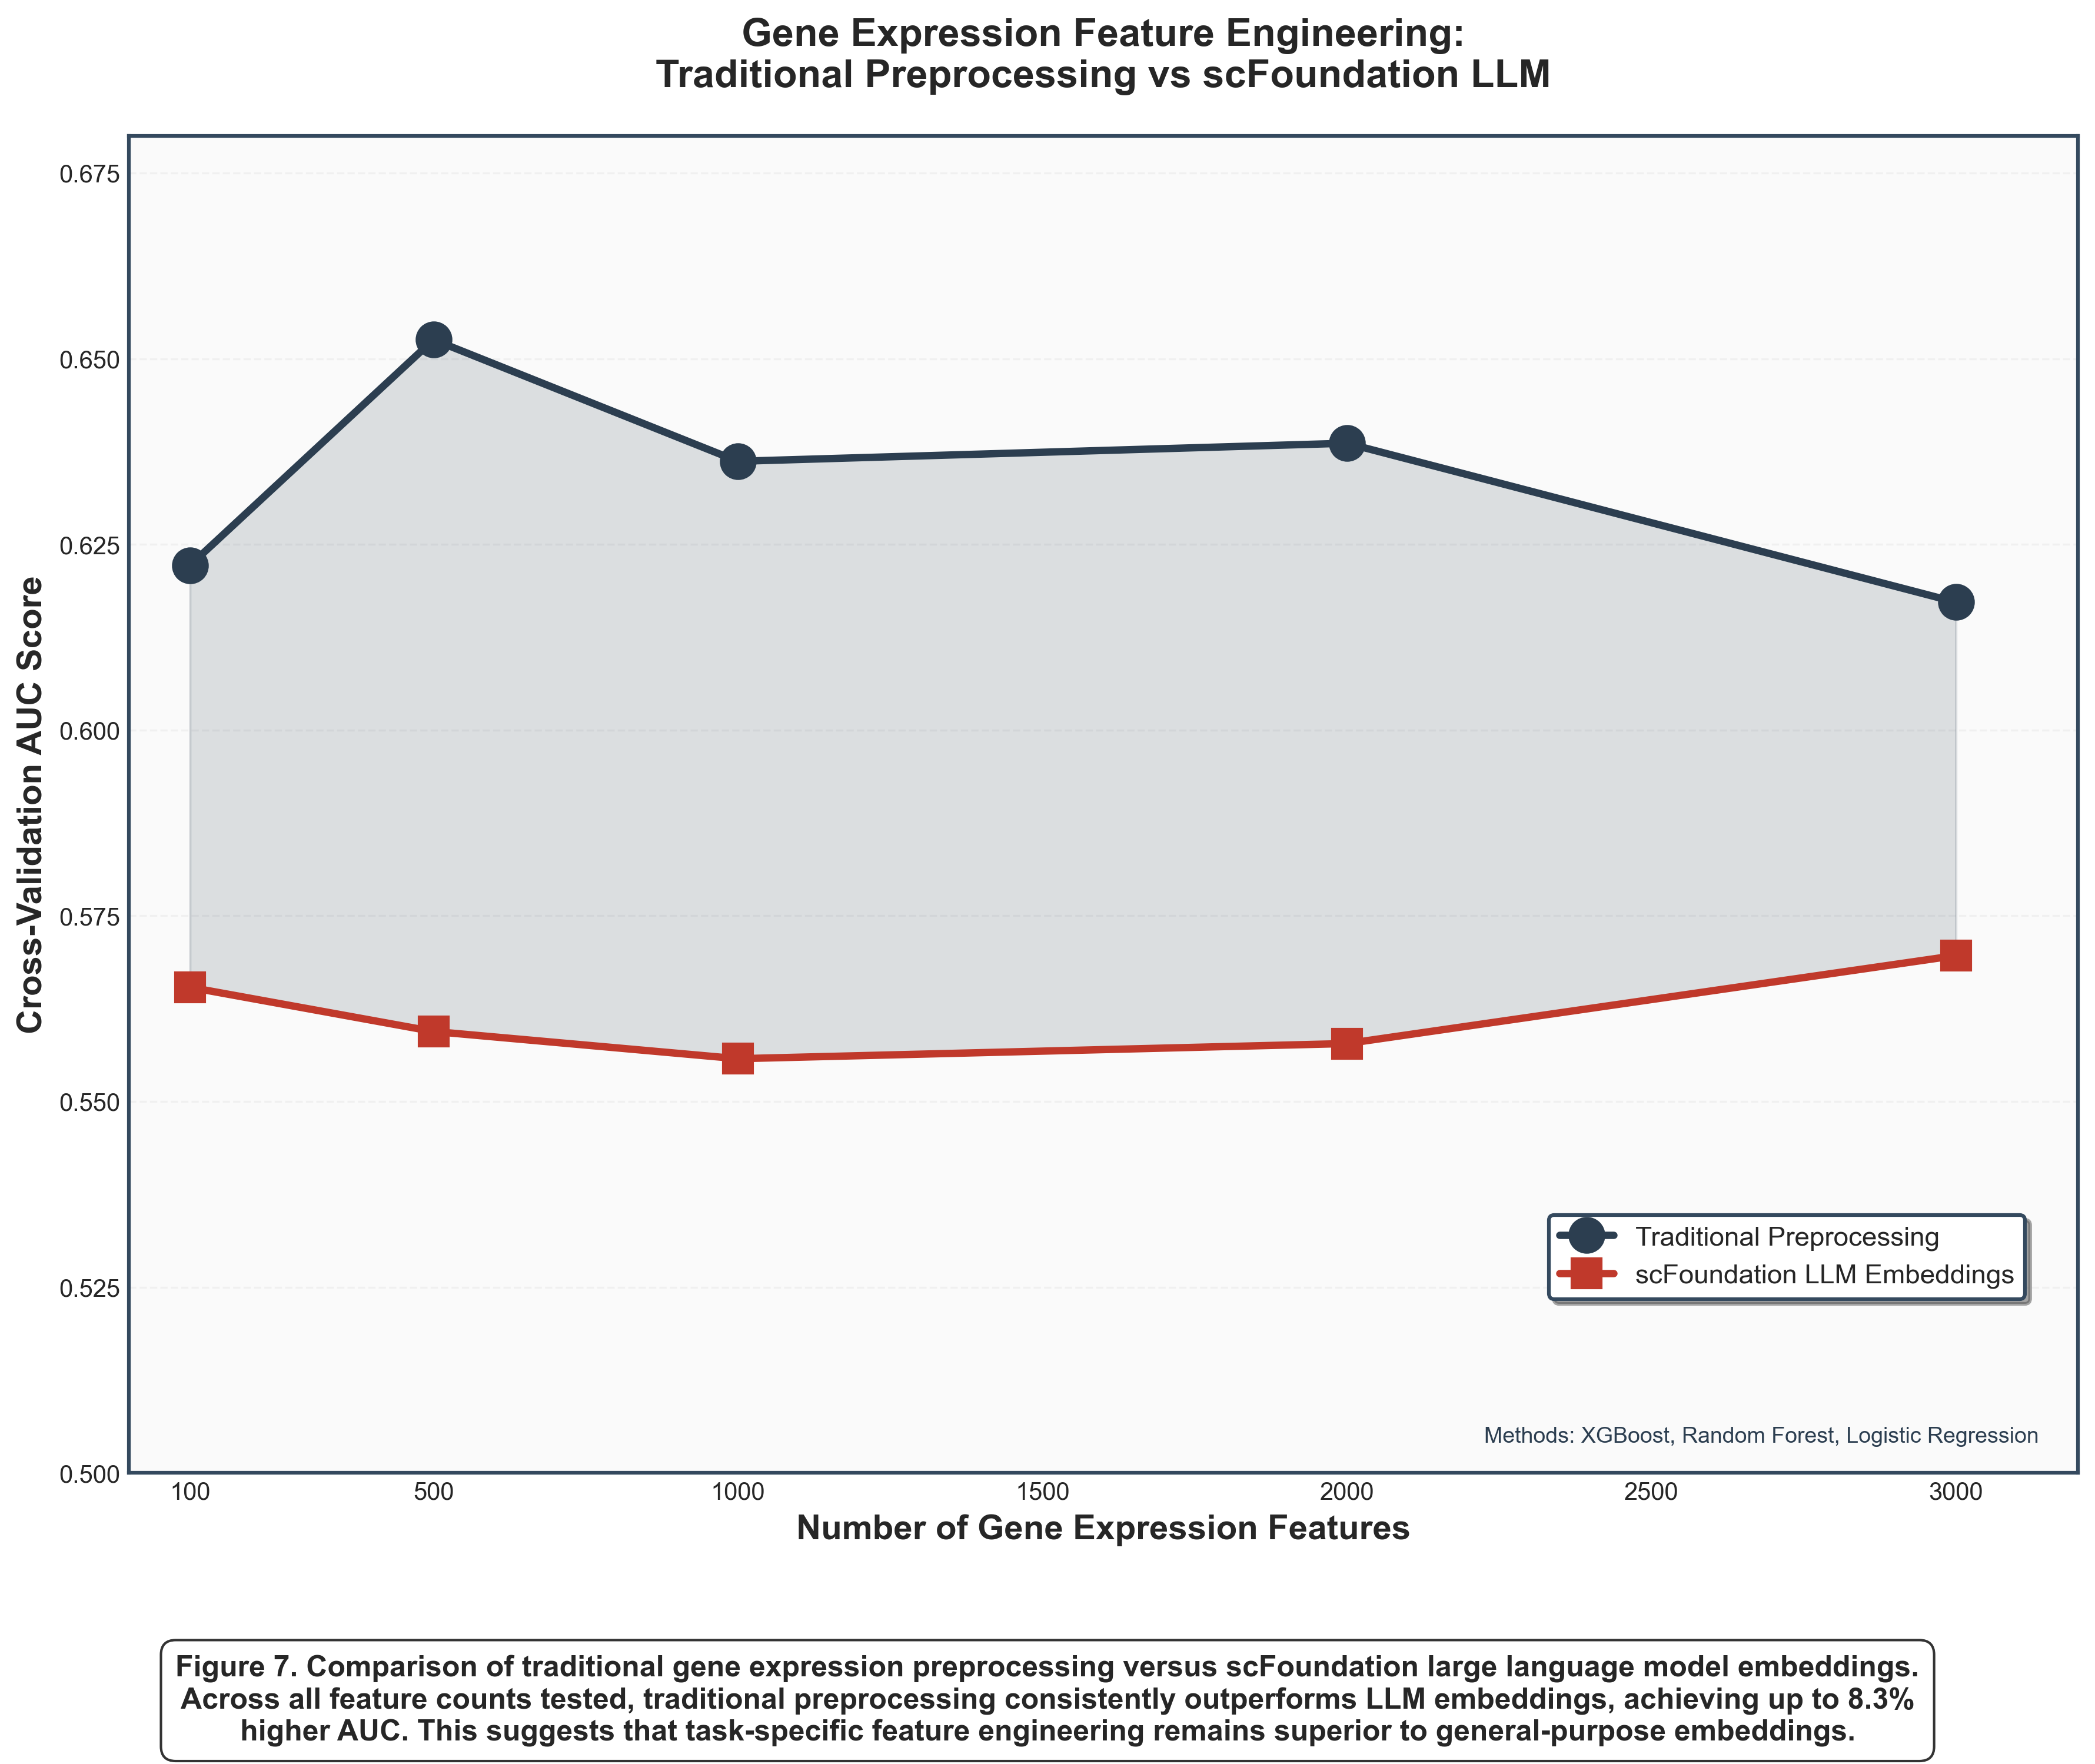 Gene Expression Feature Engineering:
Traditional Preprocessing vs scFoundation LLM
Cross-Validation AUC Score
0.675
0.650
0.625
0.600
0.575
0.550
0.525
0.500
Traditional Preprocessing
scFoundation LLM Embeddings
Methods: XGBoost, Random Forest, Logistic Regression
100 500 1000 1500 2000 2500 3000
Number of Gene Expression Features
Figure 7. Comparison of traditional gene expression preprocessing versus scFoundation large language model embeddings.
Across all feature counts tested, traditional preprocessing consistently outperforms LLM embeddings, achieving up to 8.3%
higher AUC. This suggests that task-specific feature engineering remains superior to general-purpose embeddings.